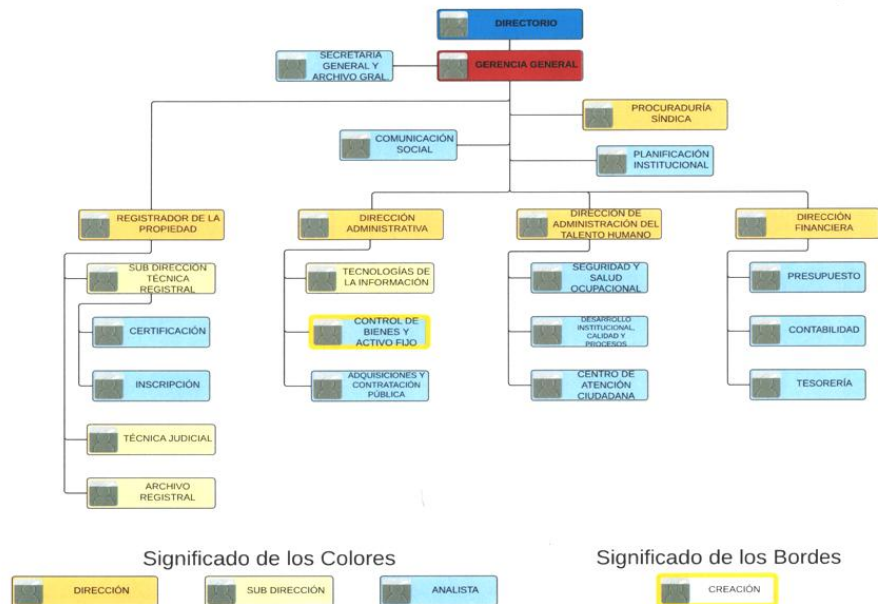 DIRECTORIO
SECRETARIA
GENERAL Y
ARCHIVO GRAL.
GERENCIA GENERAL
PROCURADURÍA
SÍNDICA
COMUNICACIÓN
SOCIAL
PLANIFICACIÓN
INSTITUCIONAL
REGISTRADOR DE LA
PROPIEDAD
DIRECCIÓN
ADMINISTRATIVA
DIRECCIÓN DE
ADMINISTRACIÓN DEL
TALENTO HUMANO
DIRECCIÓN
FINANCIERA
SUB DIRECCIÓN
TÉCNICA
REGISTRAL
TECNOLOGÍAS DE
LA INFORMACIÓN
SEGURIDAD Y
SALUD
OCUPACIONAL
PRESUPUESTO
CERTIFICACIÓN
CONTROL DE
BIENES Y
ACTIVO FIJO
DESARROLLO
INSTITUCIONAL,
CALIDAD Y
PROCESOS
CONTABILIDAD
INSCRIPCIÓN
ADQUISICIONES Y
CONTRATACIÓN
PÚBLICA
CENTRO DE
ATENCIÓN
CIUDADANA
TESORERÍA
TÉCNICA JUDICIAL
ARCHIVO
REGISTRAL
Significado de los Colores
Significado de los Bordes
DIRECCIÓN
SUB DIRECCIÓN
ANALISTA
CREACIÓN